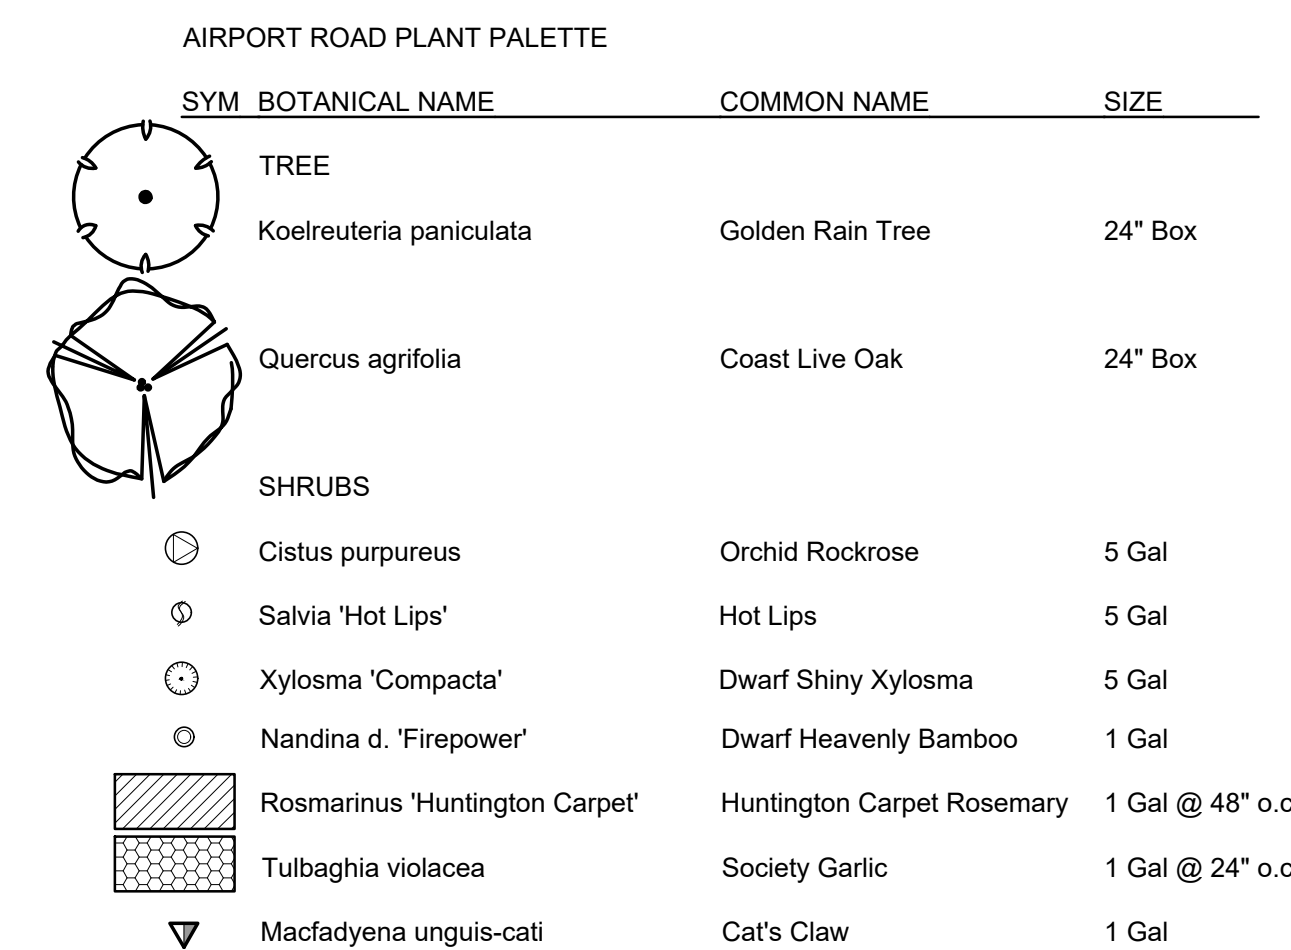 AIRPORT ROAD PLANT PALETTE
SYM BOTANICAL NAME COMMON NAME SIZE
TREE
Koelreuteria paniculata Golden Rain Tree 24" Box
Quercus agrifolia Coast Live Oak 24" Box
SHRUBS
Cistus purpureus Orchid Rockrose 5 Gal
Salvia 'Hot Lips' Hot Lips 5 Gal
Xylosma 'Compacta' Dwarf Shiny Xylosma 5 Gal
Nandina d. 'Firepower' Dwarf Heavenly Bamboo 1 Gal
Rosmarinus 'Huntington Carpet' Huntington Carpet Rosemary 1 Gal @ 48" o.c
Tulbaghia violacea Society Garlic 1 Gal @ 24" o.c
Macfadyena unguis-cati Cat's Claw 1 Gal